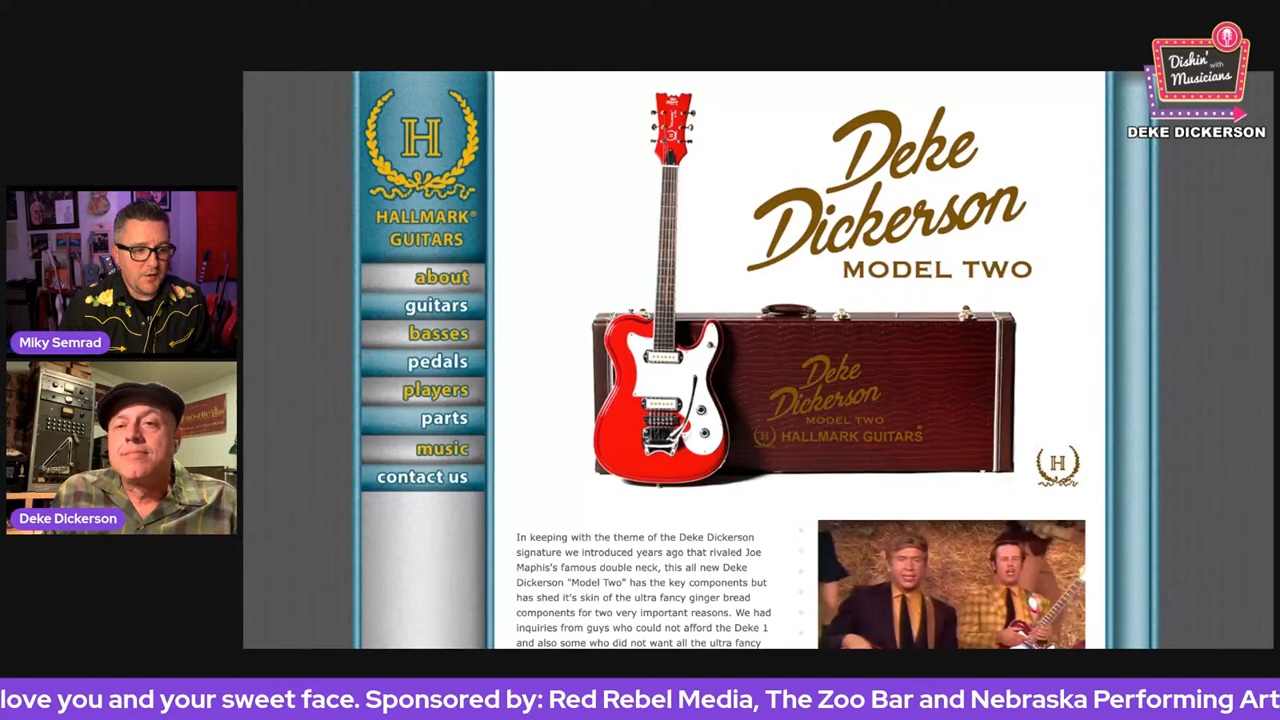 Dishin'
with
Musicians
DEKE DICKERSON
H
HALLMARK®
GUITARS
about
guitars
basses
pedals
players
parts
music
contact us
Deke
Dickerson
MODEL TWO
Deke
Dickerson
MODEL TWO
H HALLMARK GUITARS®
H
In keeping with the theme of the Deke Dickerson
signature we introduced years ago that rivaled Joe
Maphis's famous double neck, this all new Deke
Dickerson "Model Two" has the key components but
has shed it's skin of the ultra fancy ginger bread
components for two very important reasons. We had
inquiries from guys who could not afford the Deke 1
and also some who did not want all the ultra fancy
Miky Semrad
Deke Dickerson
love you and your sweet face. Sponsored by: Red Rebel Media, The Zoo Bar and Nebraska Performing Art